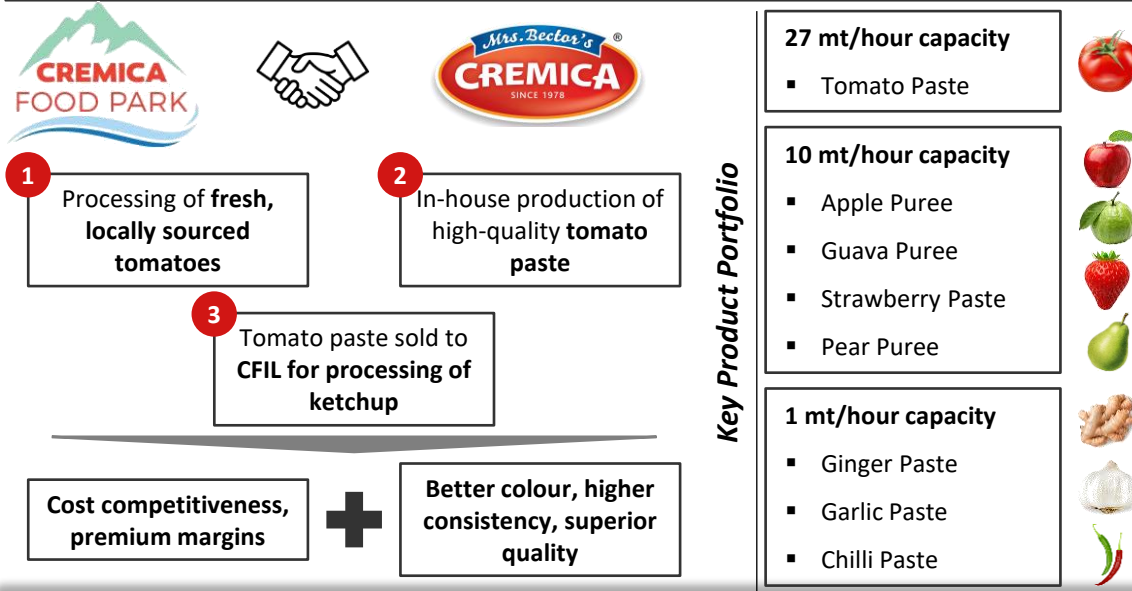 CREMICA
FOOD PARK
Mrs.Bector's
®
CREMICA
SINCE 1978
1
Processing of fresh,
locally sourced
tomatoes
2
In-house production of
high-quality tomato
paste
3
Tomato paste sold to
CFIL for processing of
ketchup
Cost competitiveness,
premium margins
Better colour, higher
consistency, superior
quality
Key Product Portfolio
27 mt/hour capacity
▪ Tomato Paste
10 mt/hour capacity
▪ Apple Puree
▪ Guava Puree
▪ Strawberry Paste
▪ Pear Puree
1 mt/hour capacity
▪ Ginger Paste
▪ Garlic Paste
▪ Chilli Paste